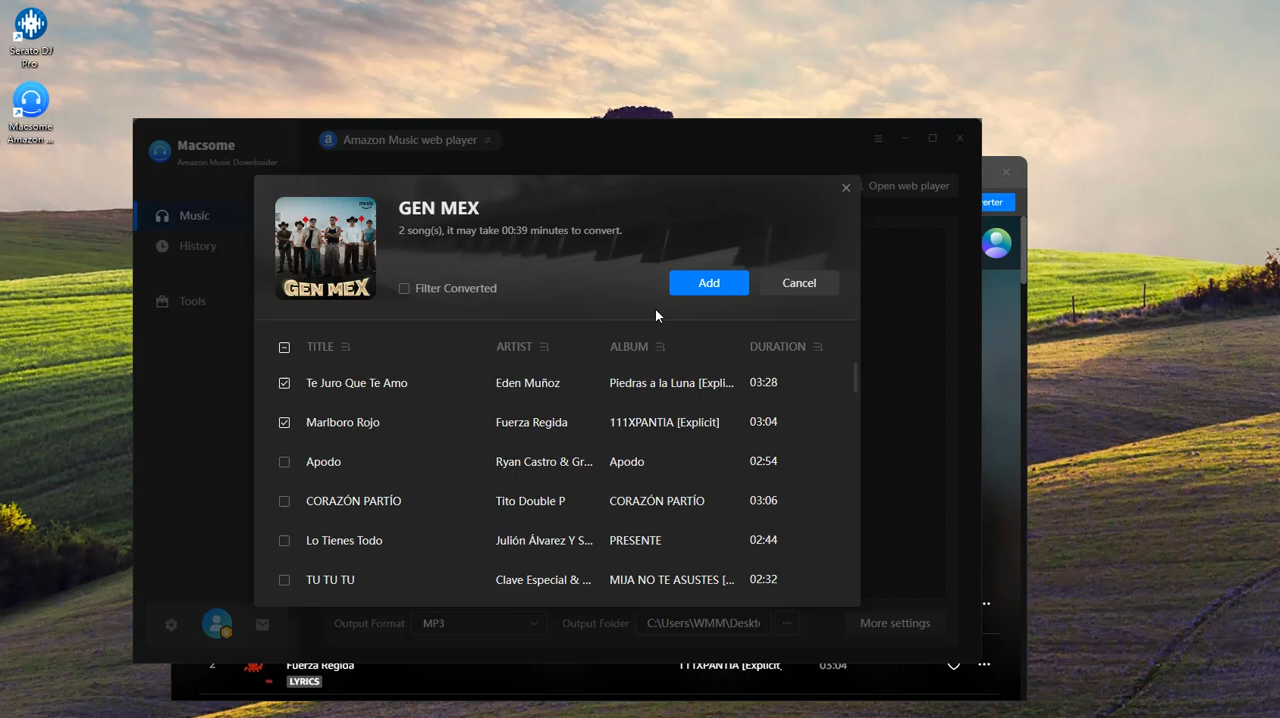 Serato DJ
Pro
Macsome
Amazon ...
Macsome
Amazon Music Downloader
Amazon Music web player
Open web player
Music
History
Tools
music
GEN MEX
GEN MEX
2 song(s), it may take 00:39 minutes to convert.
Filter Converted
Add
Cancel
TITLE ARTIST ALBUM DURATION
Te Juro Que Te Amo Eden Muñoz Piedras a la Luna [Expli... 03:28
Marlboro Rojo Fuerza Regida 111XPANTIA [Explicit] 03:04
Apodo Ryan Castro & Gr... Apodo 02:54
CORAZÓN PARTÍO Tito Double P CORAZÓN PARTÍO 03:06
Lo Tienes Todo Julión Álvarez Y S... PRESENTE 02:44
TU TU TU Clave Especial & ... MIJA NO TE ASUSTES [... 02:32
Output Format MP3 Output Folder C:\Users\WMM\Deskt ... More settings
2 Fuerza Regida 111XPANTIA [Explicit] 03:04
LYRICS